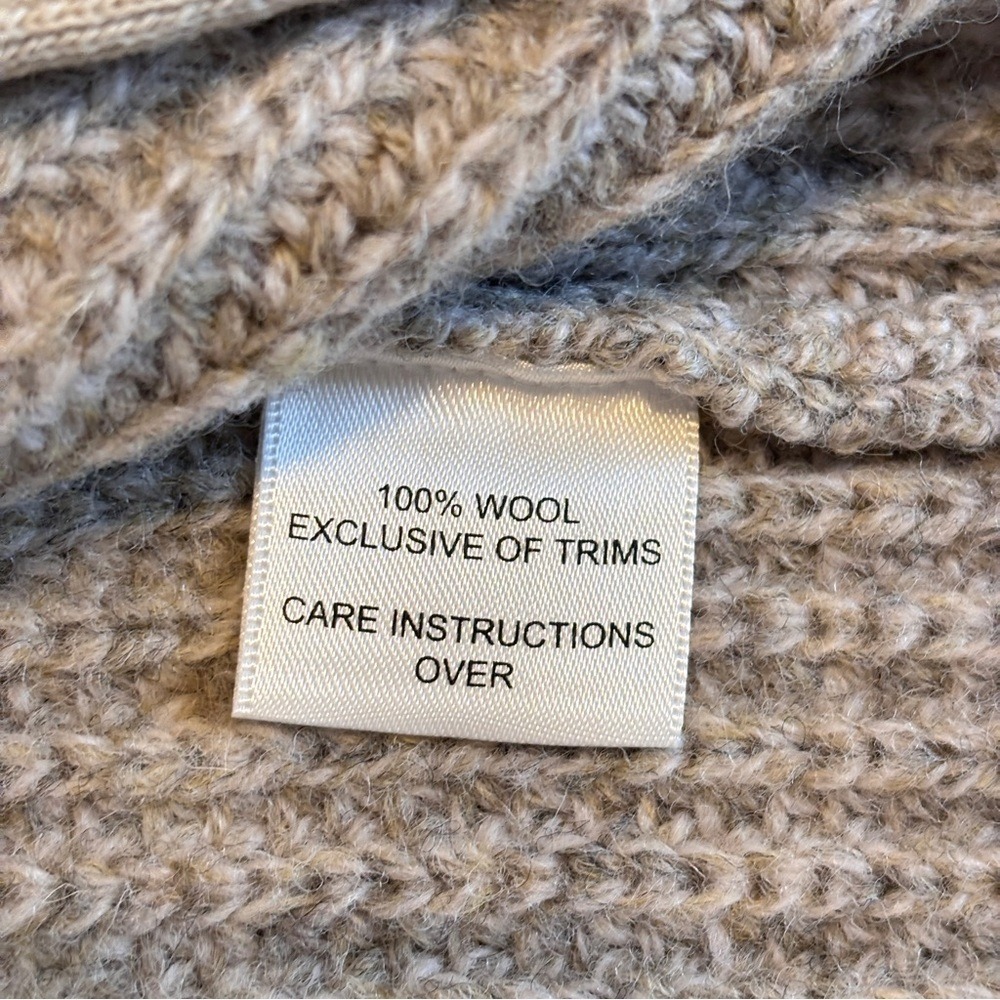 100% WOOL
EXCLUSIVE OF TRIMS
CARE INSTRUCTIONS
OVER